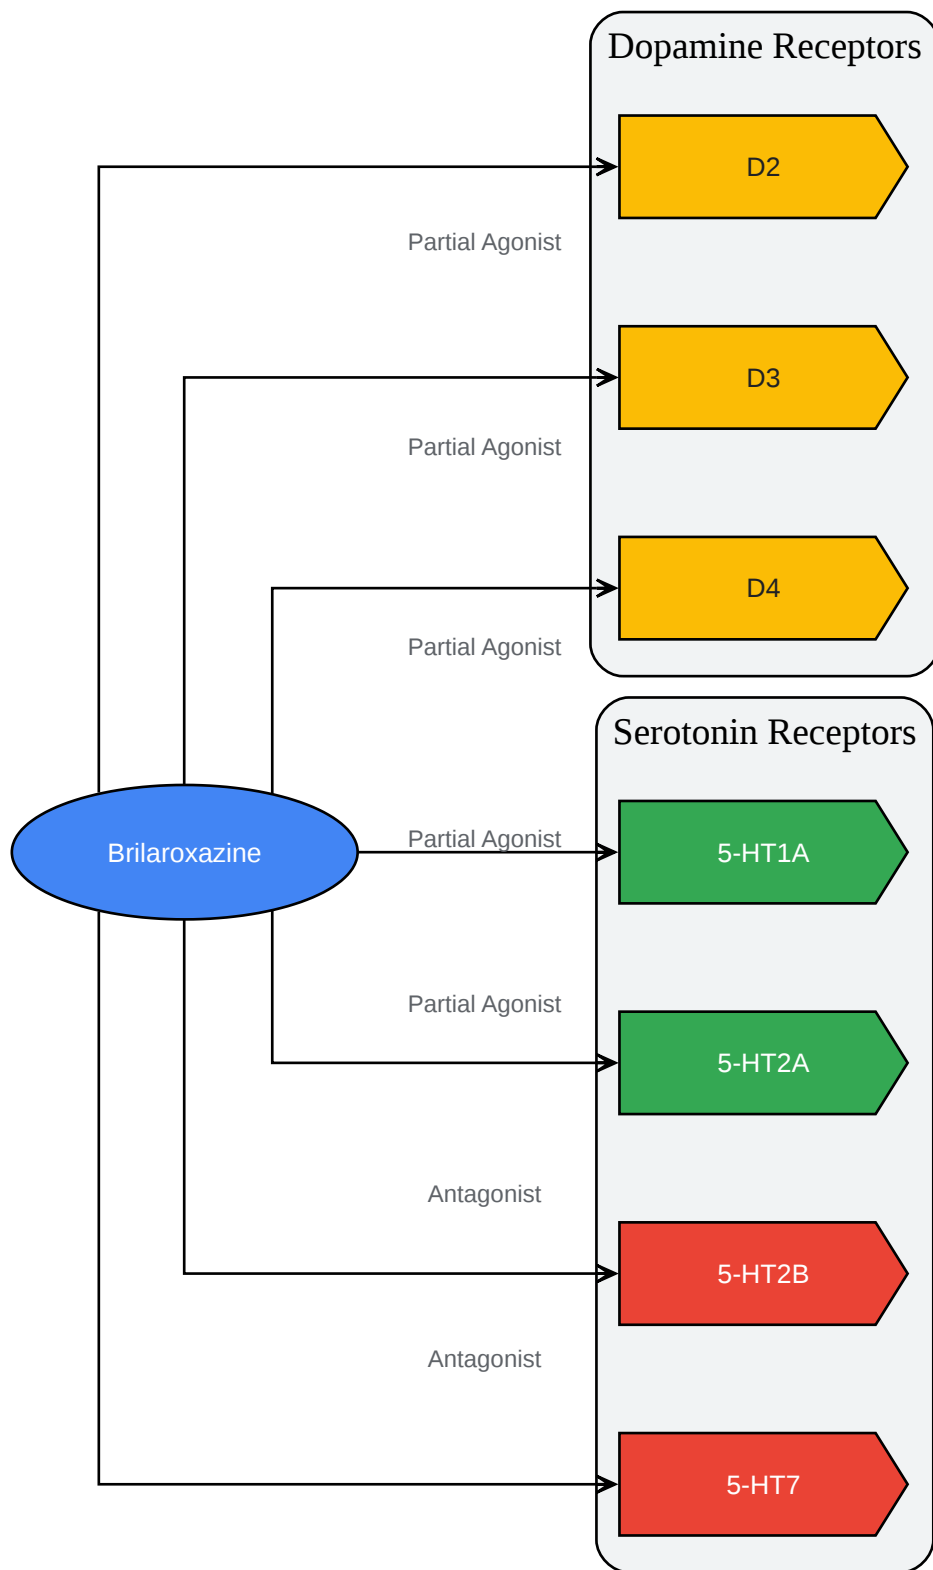 Dopamine Receptors
D2
Partial Agonist
D3
Partial Agonist
D4
Partial Agonist
Serotonin Receptors
Brilaroxazine
Partial Agonist
5-HT1A
Partial Agonist
5-HT2A
Antagonist
5-HT2B
Antagonist
5-HT7